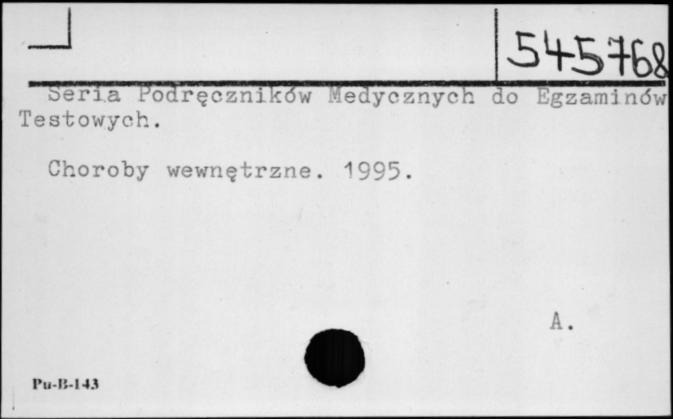 545768
Seria Podręczników Medycznych do Egzaminów
Testowych.
Choroby wewnętrzne. 1995.
A.
Pu-B-143